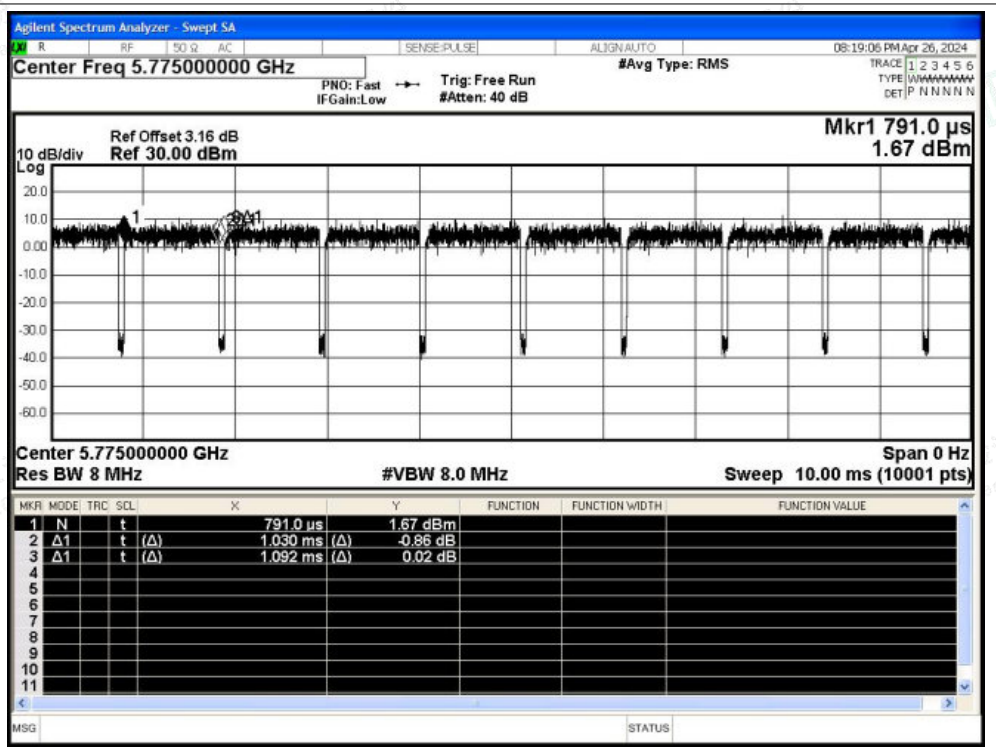 Agilent Spectrum Analyzer - Swept SA
R RF 50 Ω AC SENSE:PULSE ALIGNAUTO 08:19:06 PM Apr 26, 2024
Center Freq 5.775000000 GHz #Avg Type: RMS TRACE 1 2 3 4 5 6
PNO: Fast Trig: Free Run TYPE WWWWWW
IFGain:Low #Atten: 40 dB DET P N N N N N
Mkr1 791.0 µs
Ref Offset 3.16 dB
10 dB/div Ref 30.00 dBm 1.67 dBm
Log
20.0
10.0
0.00
-10.0
-20.0
-30.0
-40.0
-50.0
-60.0
1
3Δ1
Center 5.775000000 GHz Span 0 Hz
Res BW 8 MHz #VBW 8.0 MHz Sweep 10.00 ms (10001 pts)
MKR MODE TRC SCL X Y FUNCTION FUNCTION WIDTH FUNCTION VALUE
1 N t 791.0 µs 1.67 dBm
2 Δ1 t (Δ) 1.030 ms (Δ) -0.86 dB
3 Δ1 t (Δ) 1.092 ms (Δ) 0.02 dB
4
5
6
7
8
9
10
11
MSG STATUS